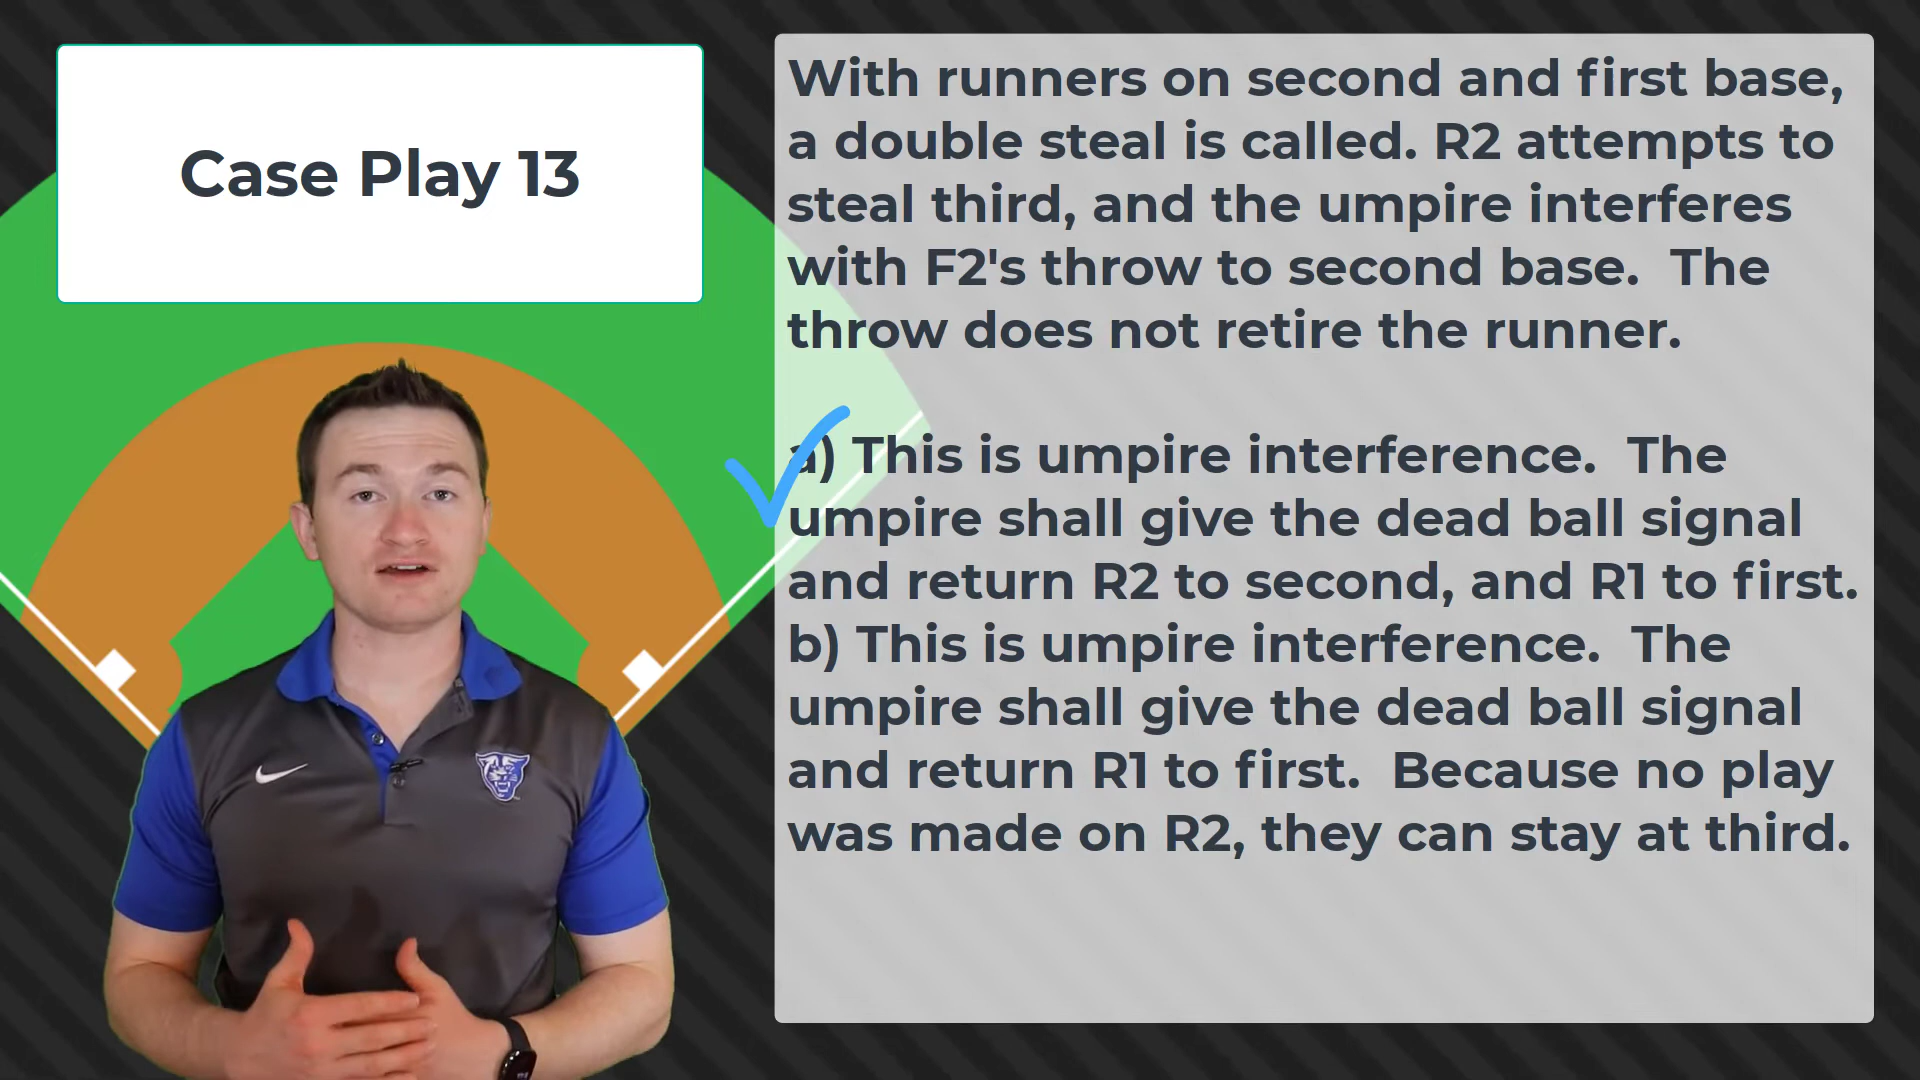 Case Play 13
With runners on second and first base,
a double steal is called. R2 attempts to
steal third, and the umpire interferes
with F2's throw to second base.  The
throw does not retire the runner.
a) This is umpire interference.  The
umpire shall give the dead ball signal
and return R2 to second, and R1 to first.
b) This is umpire interference.  The
umpire shall give the dead ball signal
and return R1 to first.  Because no play
was made on R2, they can stay at third.